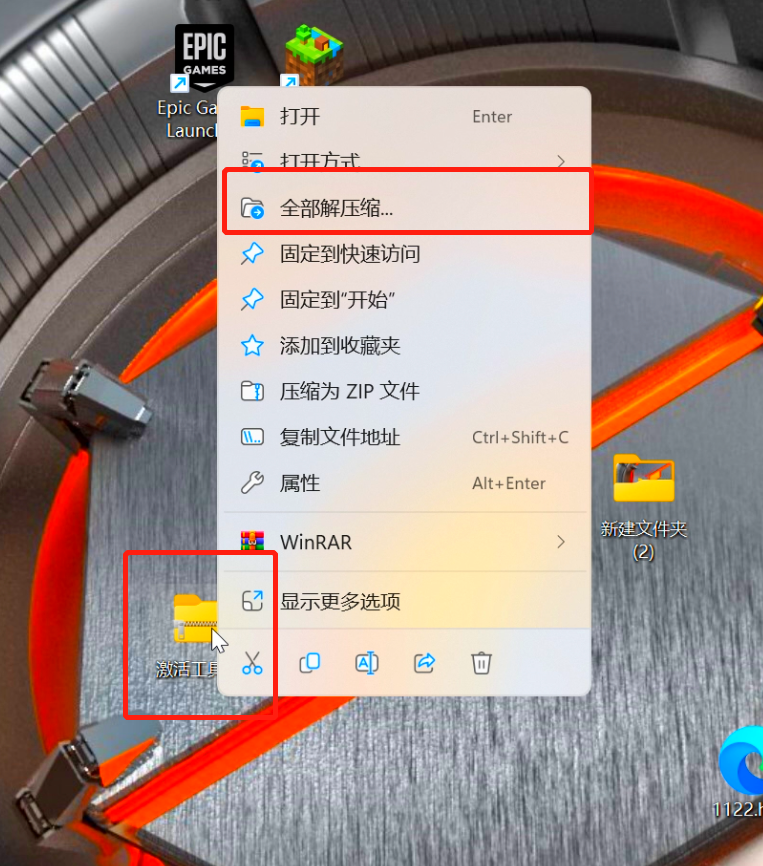 EPIC
GAMES
Epic Ga
Launch
打开 Enter
打开方式
全部解压缩...
固定到快速访问
固定到"开始"
添加到收藏夹
压缩为 ZIP 文件
复制文件地址 Ctrl+Shift+C
属性 Alt+Enter
新建文件夹
(2)
WinRAR
显示更多选项
激活工具
A
1122.h